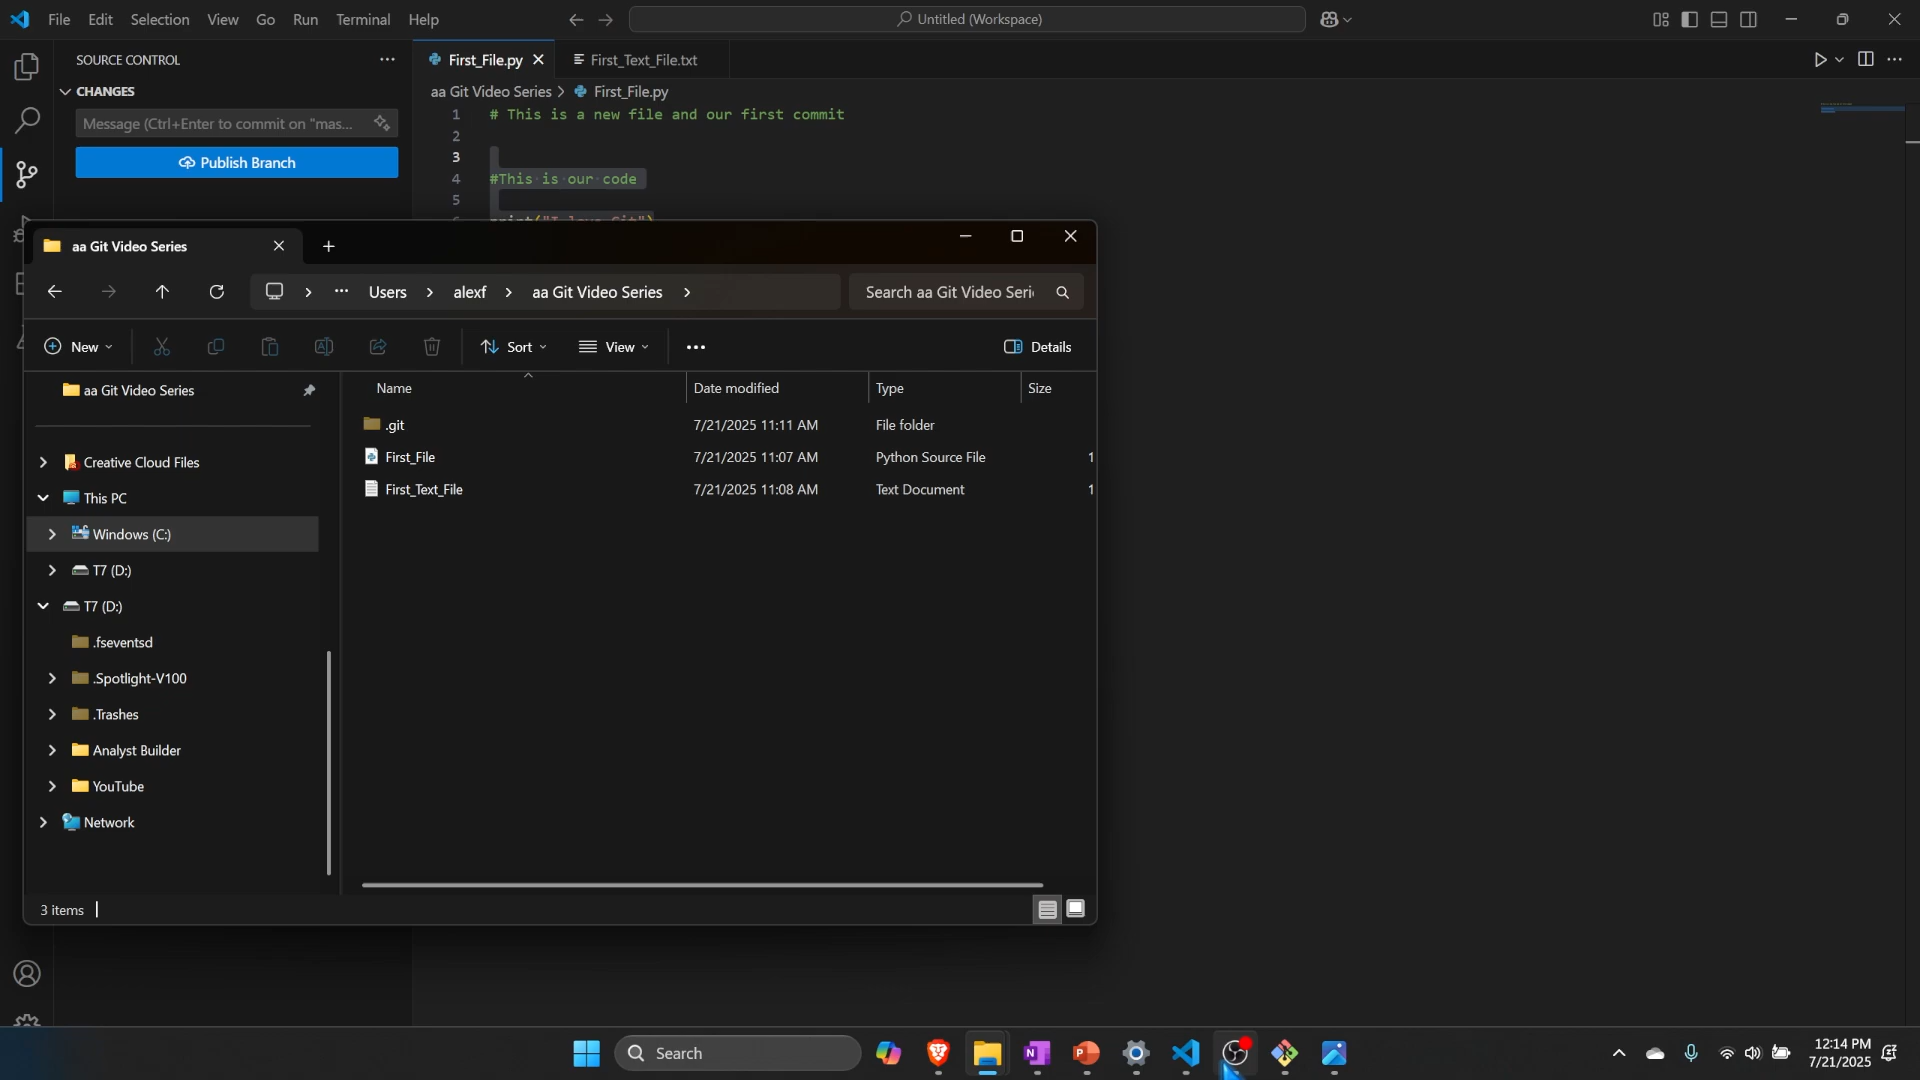 File Edit Selection View Go Run Terminal Help
Untitled (Workspace)
SOURCE CONTROL
First_File.py
First_Text_File.txt
CHANGES
aa Git Video Series > First_File.py
Message (Ctrl+Enter to commit on "mas...
Publish Branch
1 # This is a new file and our first commit
2
3
4 #This is our code
5
6 print("I love Git")
aa Git Video Series
Users > alexf > aa Git Video Series >
Search aa Git Video Seri
New Sort View Details
aa Git Video Series
Name Date modified Type Size
.git 7/21/2025 11:11 AM File folder
First_File 7/21/2025 11:07 AM Python Source File 1
First_Text_File 7/21/2025 11:08 AM Text Document 1
Creative Cloud Files
This PC
Windows (C:)
T7 (D:)
T7 (D:)
.fseventsd
.Spotlight-V100
.Trashes
Analyst Builder
YouTube
Network
3 items
Search
12:14 PM
7/21/2025